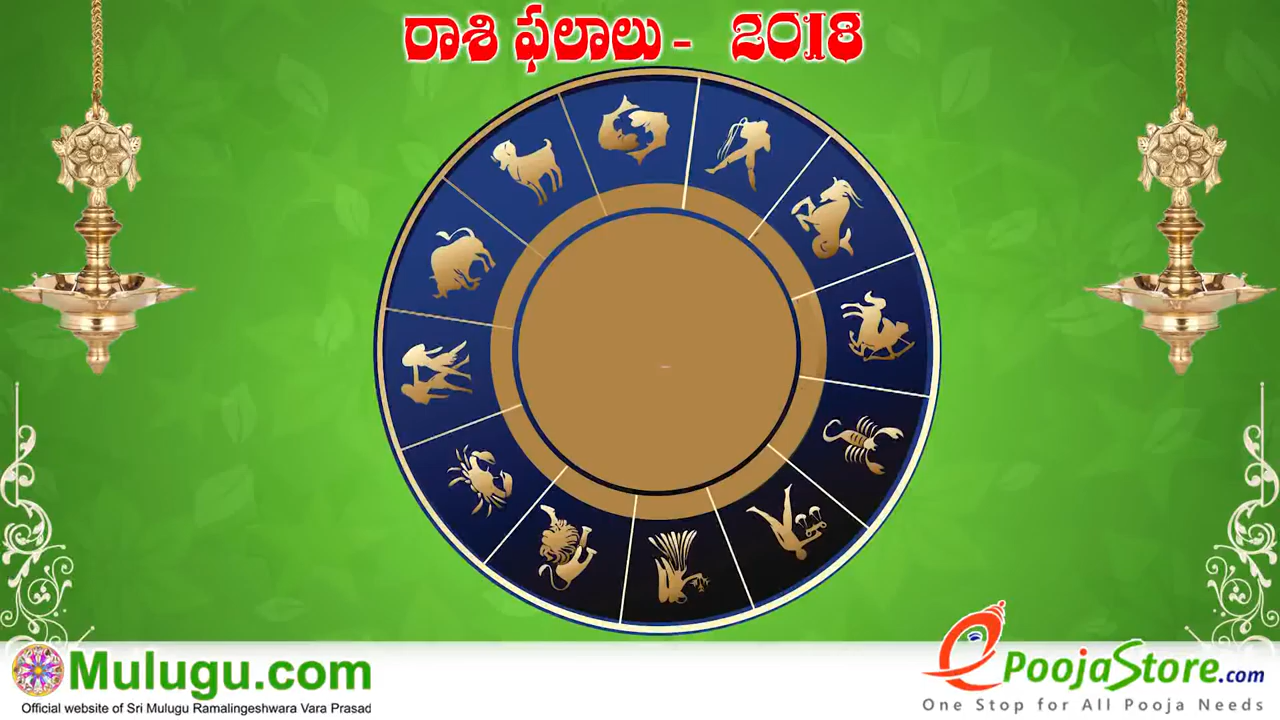 రాశి ఫలాలు - 2018
Mulugu.com
Official website of Sri Mulugu Ramalingeshwara Vara Prasad
ePoojaStore.com
One Stop for All Pooja Needs